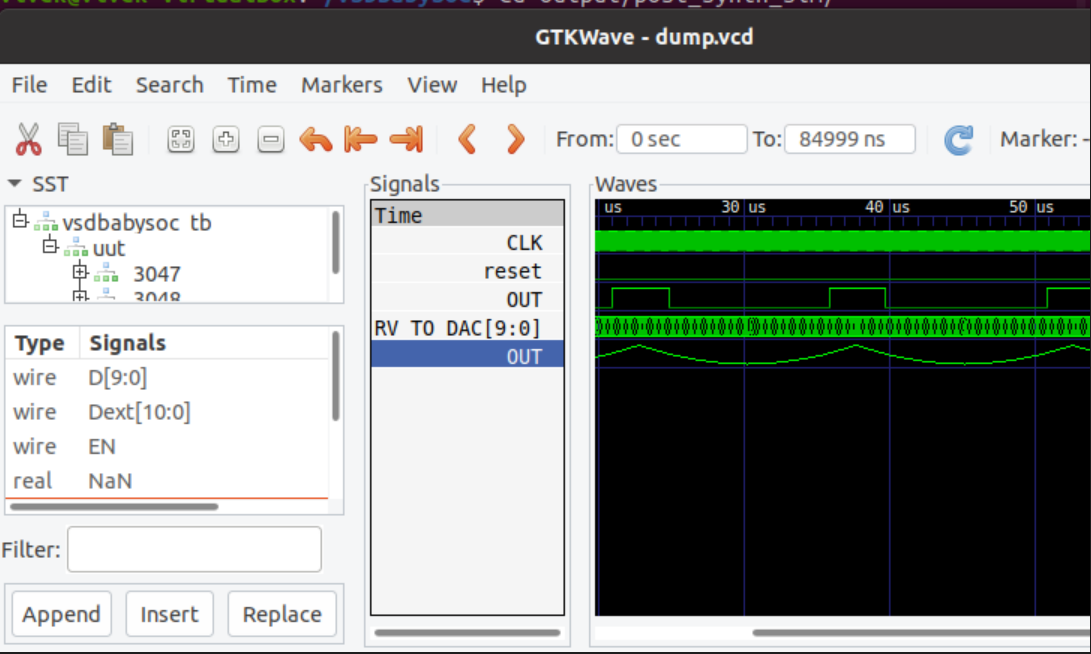 GTKWave - dump.vcd
File Edit Search Time Markers View Help
From: 0 sec To: 84999 ns Marker: -
SST
vsdbabysoc tb
uut
3047
3048
Type Signals
wire D[9:0]
wire Dext[10:0]
wire EN
real NaN
Filter:
Append Insert Replace
Signals
Time
CLK
reset
OUT
RV TO DAC[9:0]
OUT
Waves
us 30 us 40 us 50 us